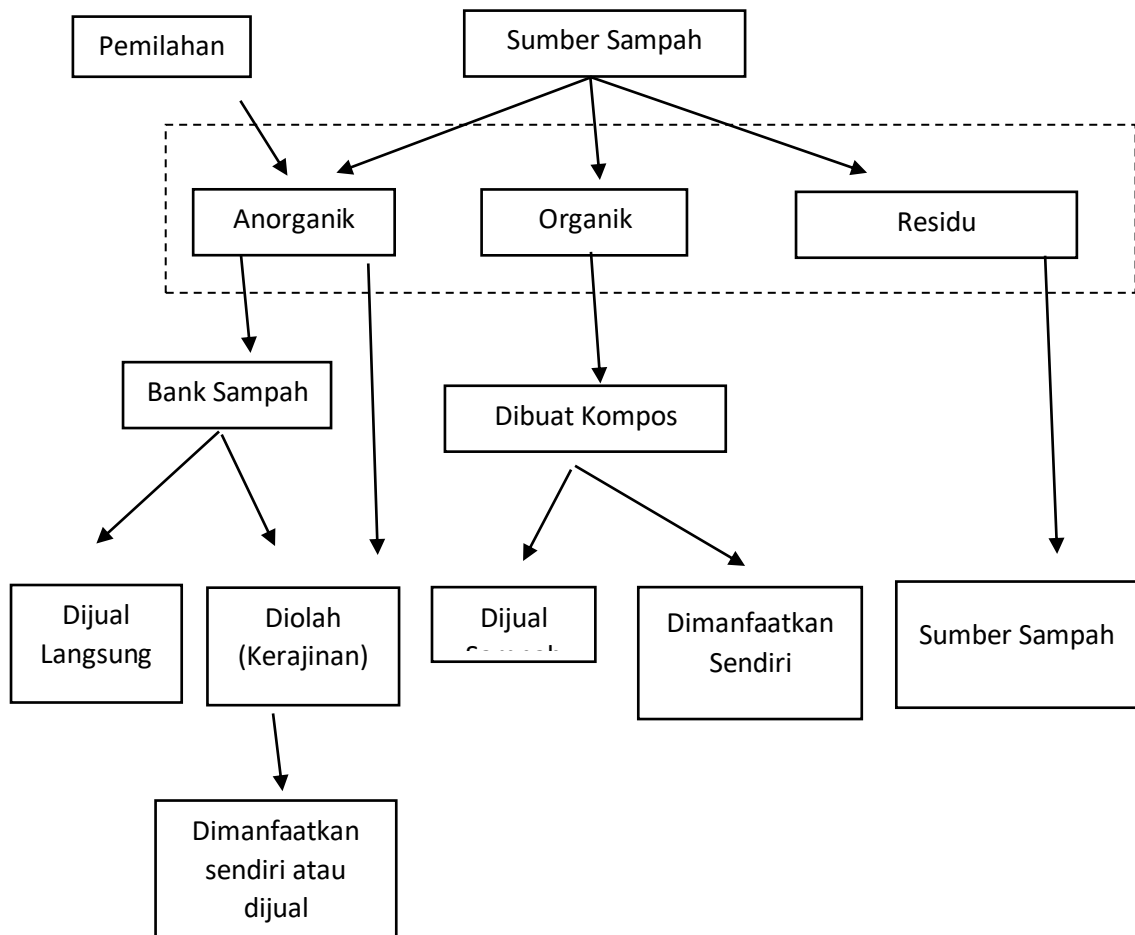 Pemilahan
Sumber Sampah
Anorganik
Organik
Residu
Bank Sampah
Dibuat Kompos
Dijual
Langsung
Diolah
(Kerajinan)
Dijual
Dimanfaatkan
Sendiri
Sumber Sampah
Dimanfaatkan
sendiri atau
dijual